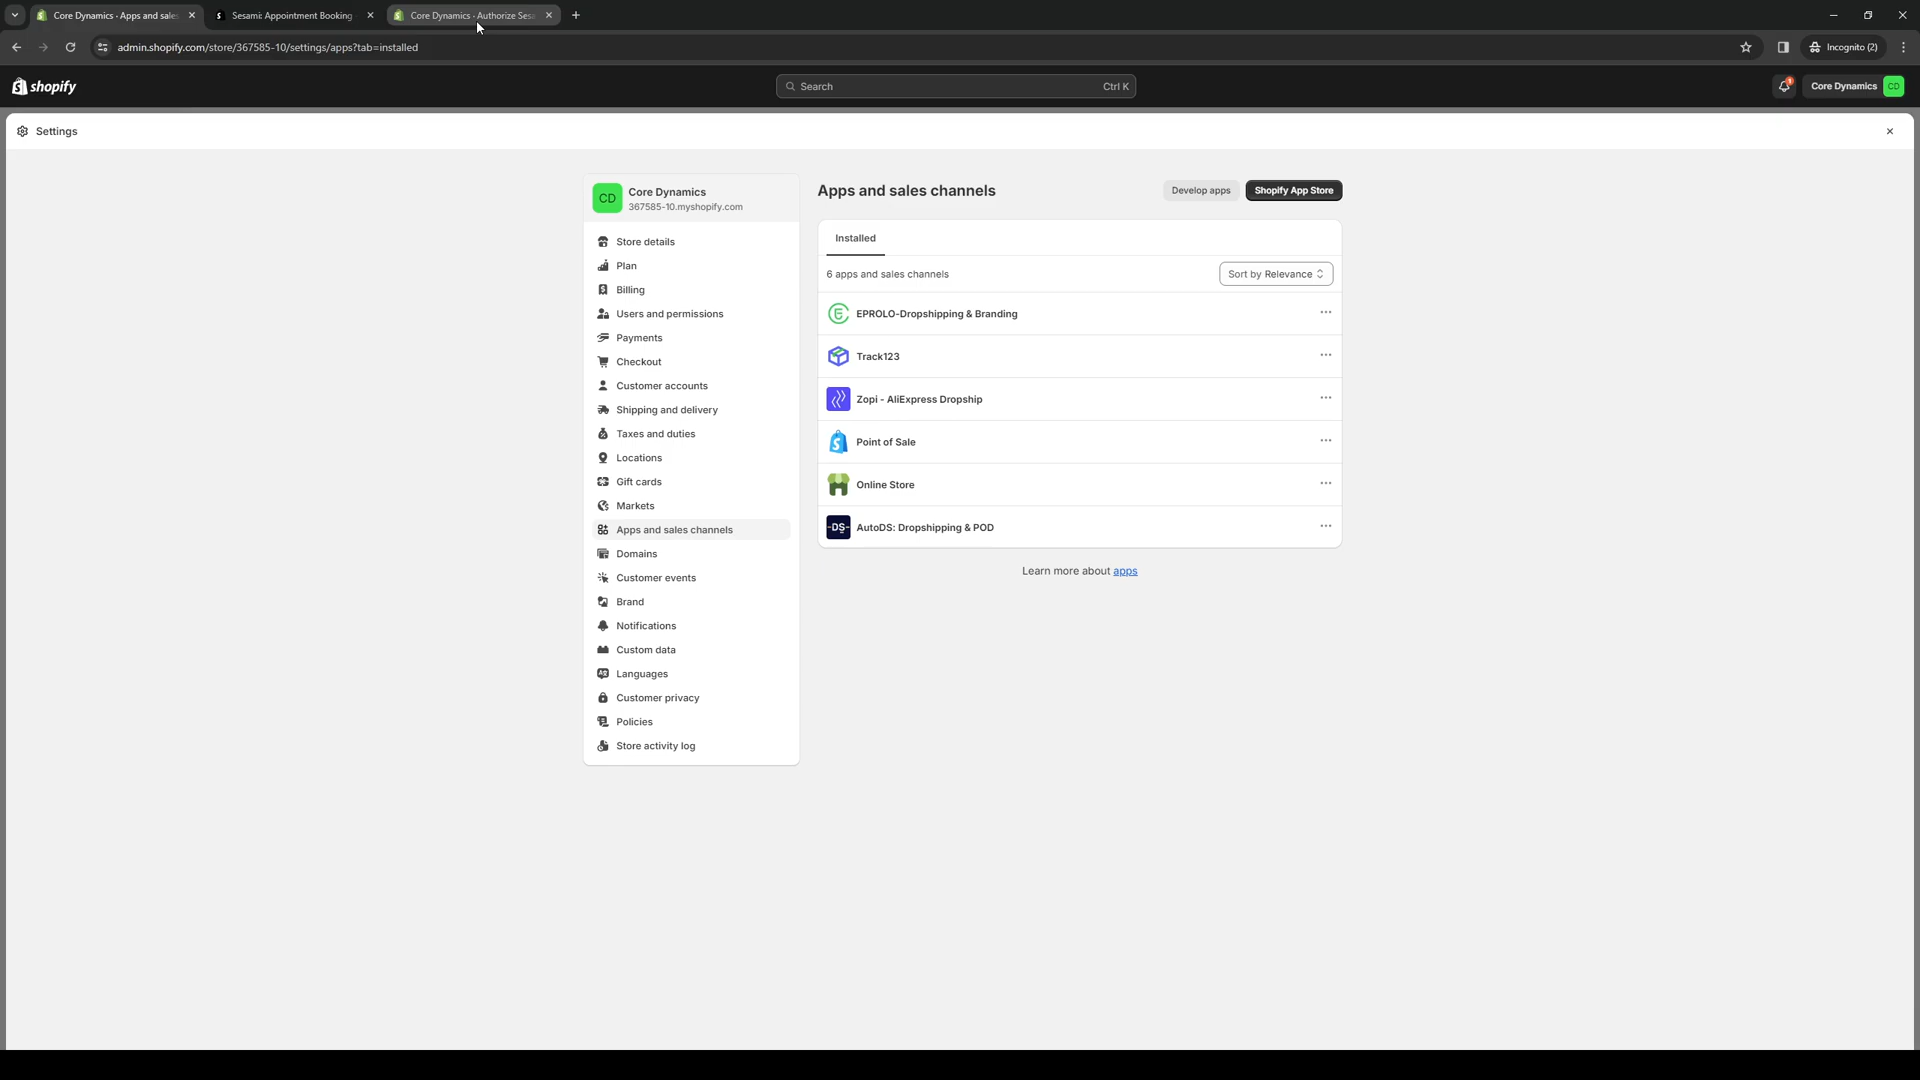 Core Dynamics · Apps and sales
Sesami: Appointment Booking
Core Dynamics · Authorize Sesa
admin.shopify.com/store/367585-10/settings/apps?tab=installed
Incognito (2)
shopify
Search
Ctrl K
1
Core Dynamics
CD
Settings
CD
Core Dynamics
367585-10.myshopify.com
Store details
Plan
Billing
Users and permissions
Payments
Checkout
Customer accounts
Shipping and delivery
Taxes and duties
Locations
Gift cards
Markets
Apps and sales channels
Domains
Customer events
Brand
Notifications
Custom data
Languages
Customer privacy
Policies
Store activity log
Apps and sales channels
Develop apps
Shopify App Store
Installed
6 apps and sales channels
Sort by Relevance
EPROLO-Dropshipping & Branding
Track123
Zopi - AliExpress Dropship
Point of Sale
Online Store
-DS-
AutoDS: Dropshipping & POD
Learn more about apps